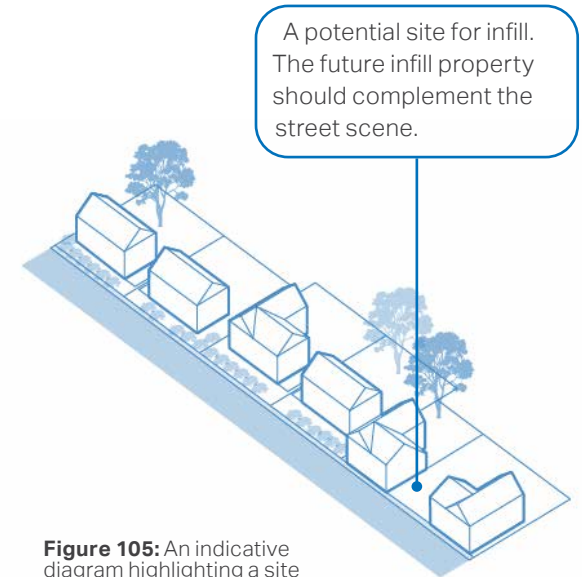 A potential site for infill.
The future infill property
should complement the
street scene.
Figure 105: An indicative
diagram highlighting a site